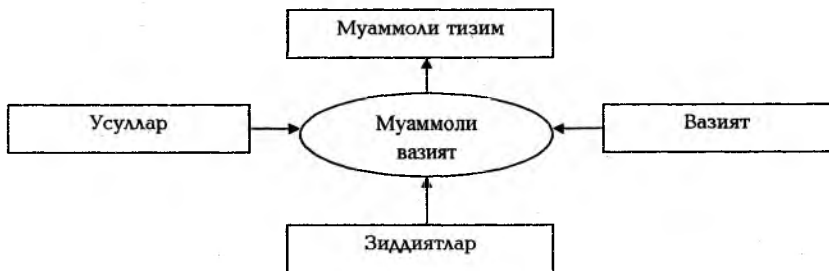 Муаммоли тизим
Усуллар
Муаммоли
вазият
Вазият
Зиддиятлар